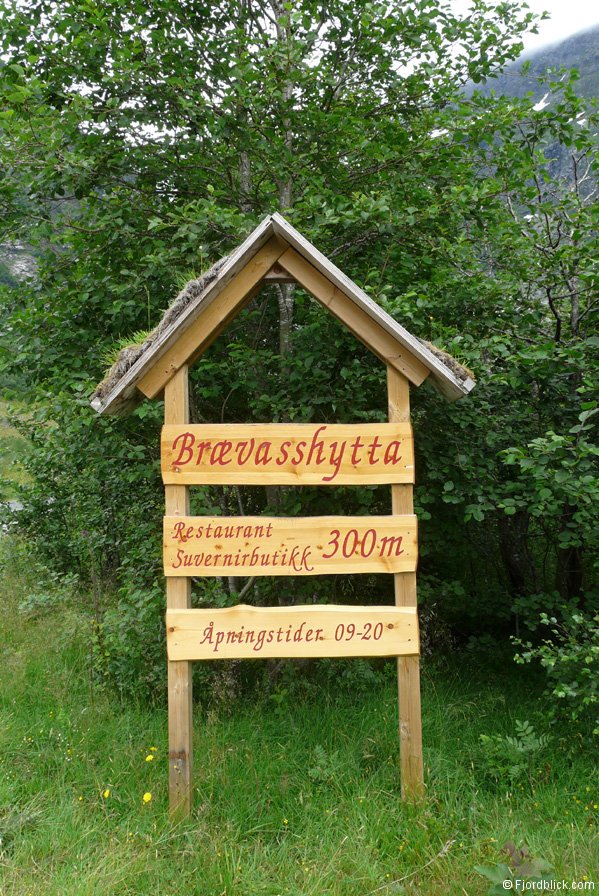 Brævasshytta
Restaurant
Suvernirbutikk 300m
Åpningstider 09-20
© Fjordblick.com